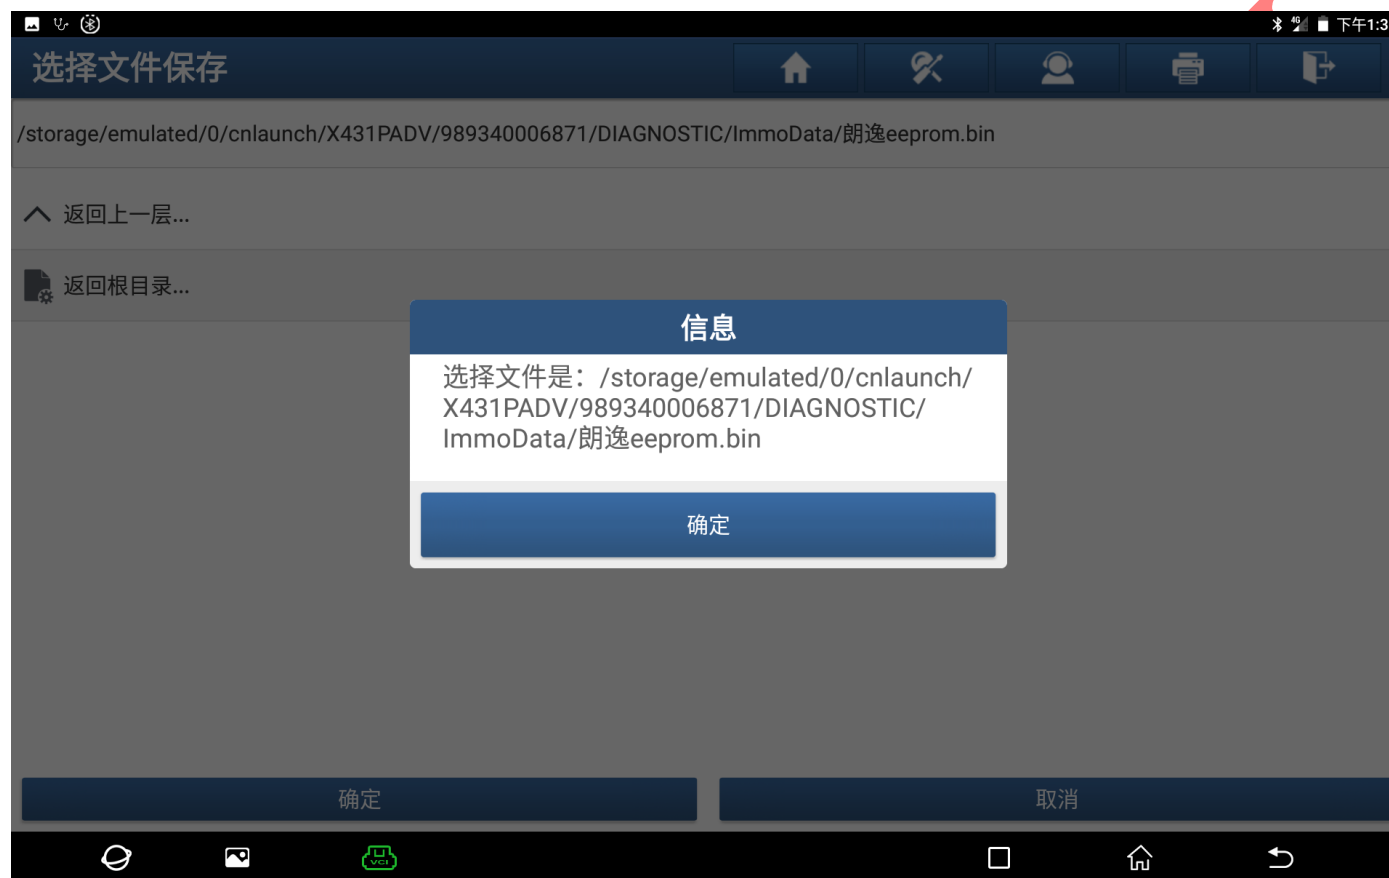 4G 下午1:3
选择文件保存
/storage/emulated/0/cnlaunch/X431PADV/989340006871/DIAGNOSTIC/ImmoData/朗逸eeprom.bin
返回上一层...
返回根目录...
信息
选择文件是：/storage/emulated/0/cnlaunch/
X431PADV/989340006871/DIAGNOSTIC/
ImmoData/朗逸eeprom.bin
确定
确定 取消
VCI